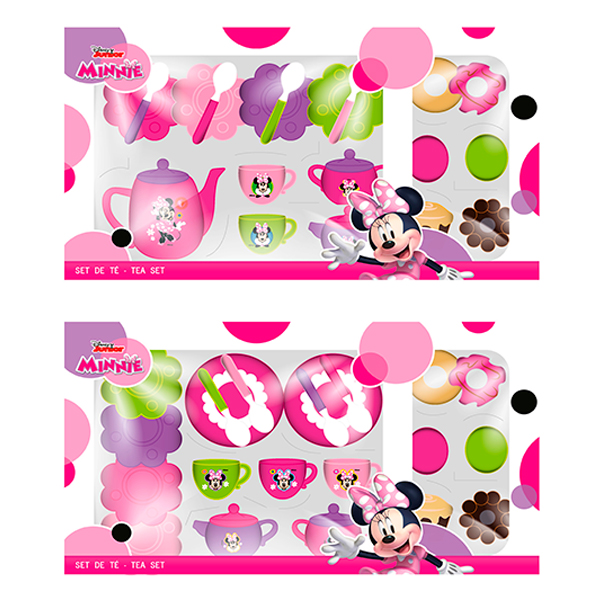 Disney
Junior
MINNIE
SET DE TÉ - TEA SET
Disney
Junior
MINNIE
SET DE TÉ - TEA SET